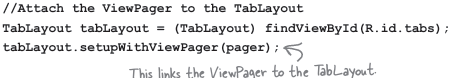 //Attach the ViewPager to the TabLayout
TabLayout tabLayout = (TabLayout) findViewById(R.id.tabs);
tabLayout.setupWithViewPager(pager);
This links the ViewPager to the TabLayout.